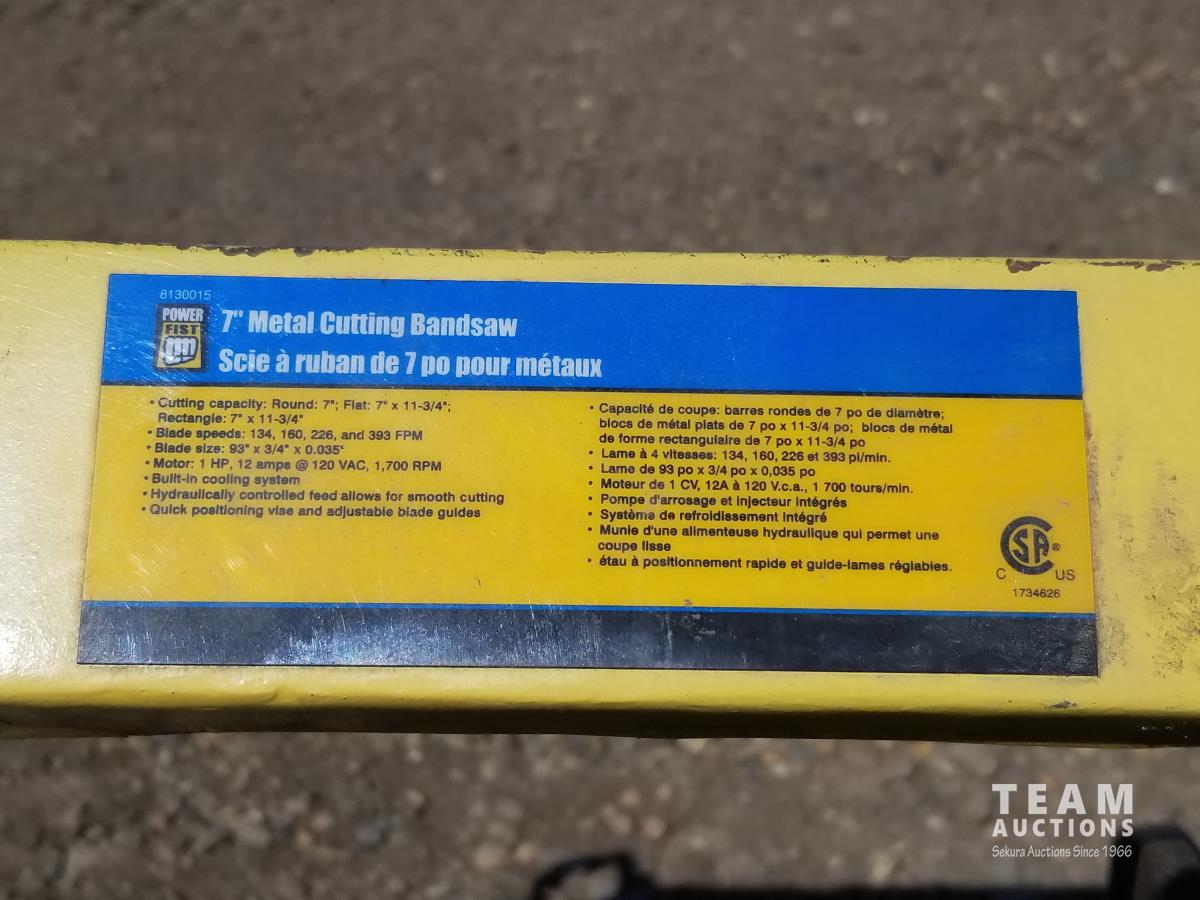 8130015
POWER
FIST
7" Metal Cutting Bandsaw
Scie à ruban de 7 po pour métaux
• Cutting capacity: Round: 7"; Flat: 7" x 11-3/4";
Rectangle: 7" x 11-3/4"
• Blade speeds: 134, 160, 226, and 393 FPM
• Blade size: 93" x 3/4" x 0.035"
• Motor: 1 HP, 12 amps @ 120 VAC, 1,700 RPM
• Built-in cooling system
• Hydraulically controlled feed allows for smooth cutting
• Quick positioning vise and adjustable blade guides
• Capacité de coupe: barres rondes de 7 po de diamètre;
blocs de métal plats de 7 po x 11-3/4 po; blocs de métal
de forme rectangulaire de 7 po x 11-3/4 po
• Lame à 4 vitesses: 134, 160, 226 et 393 pi/min.
• Lame de 93 po x 3/4 po x 0,035 po
• Moteur de 1 CV, 12A à 120 V.c.a., 1 700 tours/min.
• Pompe d'arrosage et injecteur intégrés
• Système de refroidissement intégré
• Munie d'une alimenteuse hydraulique qui permet une
coupe lisse
• étau à positionnement rapide et guide-lames réglables.
CSA®
C US
1734626
TEAM
AUCTIONS
Sekura Auctions Since 1966